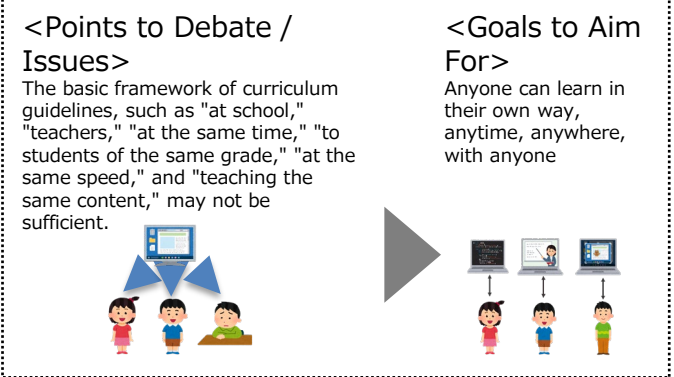 <Points to Debate /
Issues>
The basic framework of curriculum
guidelines, such as "at school,"
"teachers," "at the same time," "to
students of the same grade," "at the
same speed," and "teaching the
same content," may not be
sufficient.
<Goals to Aim
For>
Anyone can learn in
their own way,
anytime, anywhere,
with anyone